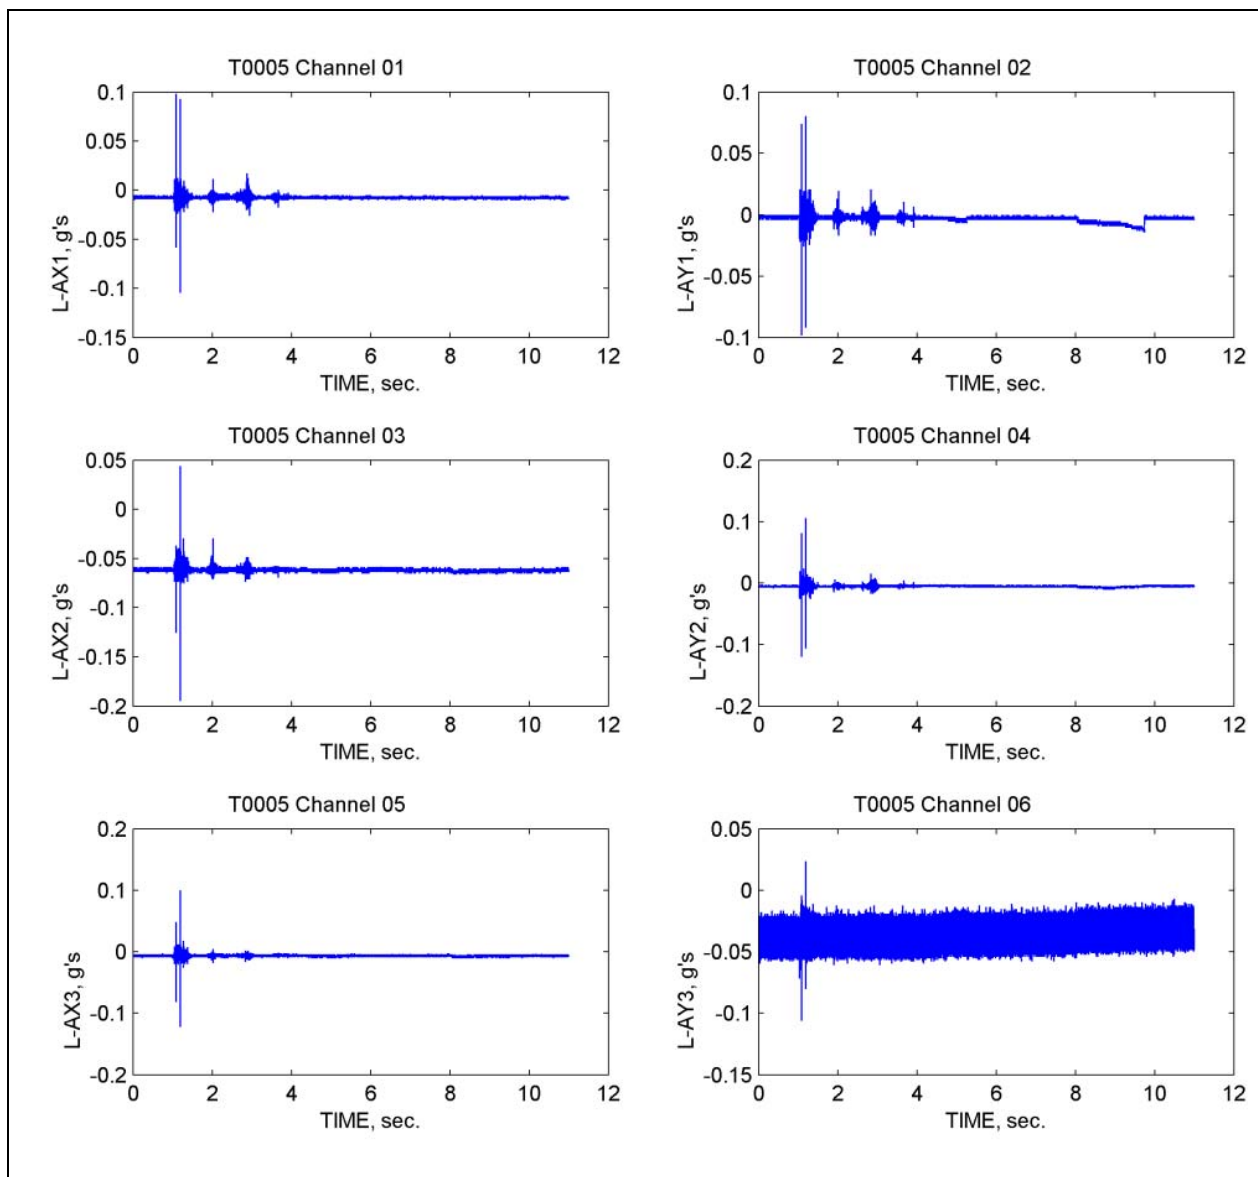 T0005 Channel 01
0.1
0.05
0
-0.05
-0.1
-0.15
L-AX1, g's
0 2 4 6 8 10 12
TIME, sec.
T0005 Channel 02
0.1
0.05
0
-0.05
-0.1
L-AY1, g's
0 2 4 6 8 10 12
TIME, sec.
T0005 Channel 03
0.05
0
-0.05
-0.1
-0.15
-0.2
L-AX2, g's
0 2 4 6 8 10 12
TIME, sec.
T0005 Channel 04
0.2
0.1
0
-0.1
-0.2
L-AY2, g's
0 2 4 6 8 10 12
TIME, sec.
T0005 Channel 05
0.2
0.1
0
-0.1
-0.2
L-AX3, g's
0 2 4 6 8 10 12
TIME, sec.
T0005 Channel 06
0.05
0
-0.05
-0.1
-0.15
L-AY3, g's
0 2 4 6 8 10 12
TIME, sec.